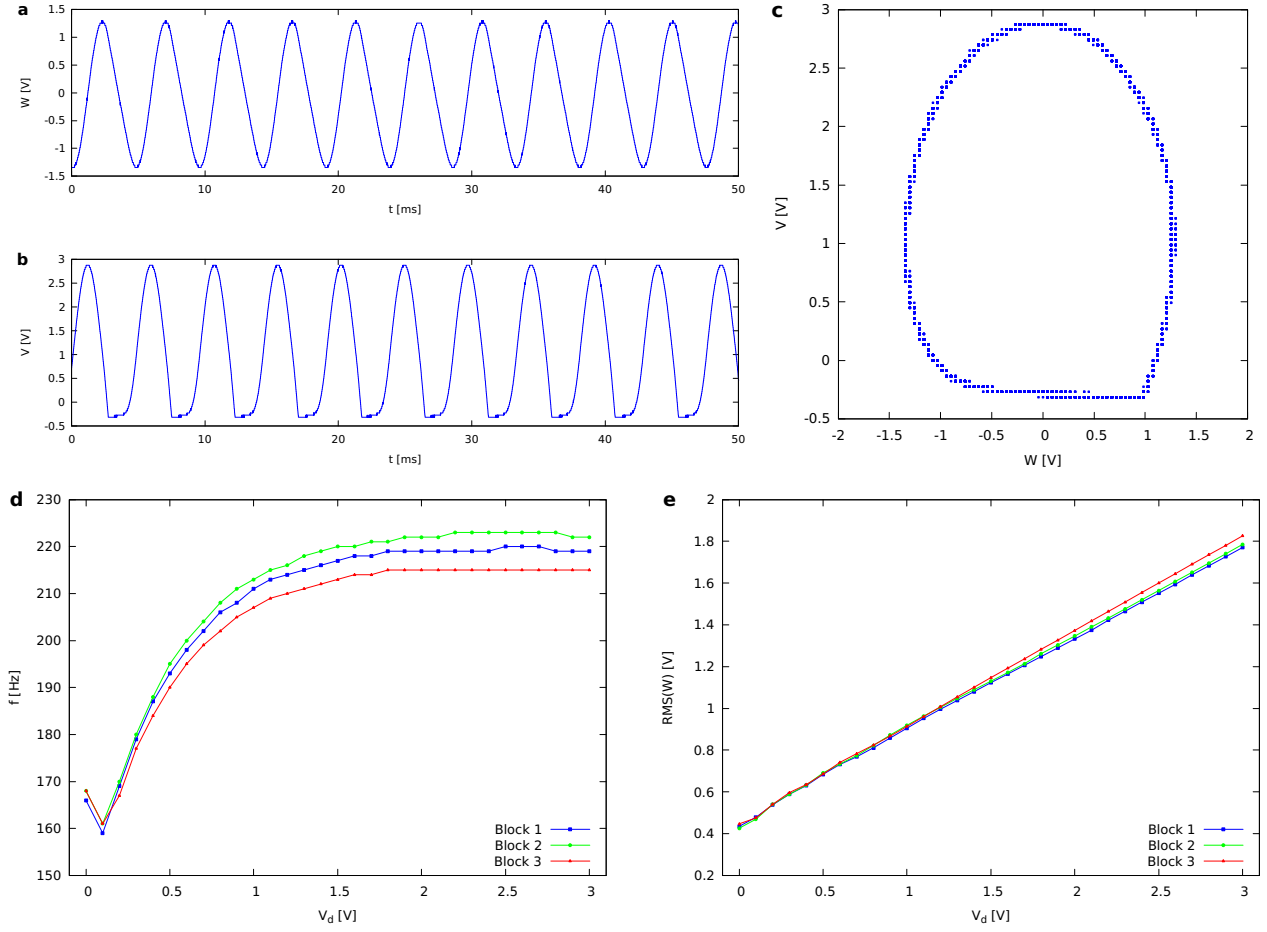 a
1.5
1
0.5
0
-0.5
-1
-1.5
W [V]
0 10 20 30 40 50
t [ms]
b
3
2.5
2
1.5
1
0.5
0
-0.5
V [V]
0 10 20 30 40 50
t [ms]
c
3
2.5
2
1.5
1
0.5
0
-0.5
V [V]
-2 -1.5 -1 -0.5 0 0.5 1 1.5 2
W [V]
d
230
220
210
200
190
180
170
160
150
f [Hz]
Block 1
Block 2
Block 3
0 0.5 1 1.5 2 2.5 3
V_d [V]
e
2
1.8
1.6
1.4
1.2
1
0.8
0.6
0.4
0.2
RMS(W) [V]
Block 1
Block 2
Block 3
0 0.5 1 1.5 2 2.5 3
V_d [V]